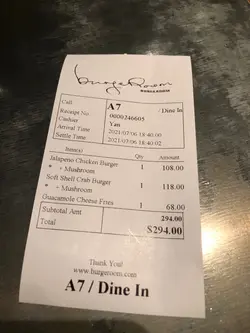 BurgeRoom
BURGEROOM
Call A7 Dine In
Receipt No 0000246605
Cashier Yan
Arrival Time 2021-07-06 18:40:00
Settle Time 2021-07-06 18:40:02
Item(s) Qty Amount
Jalapeno Chicken Burger 1 108.00
* + Mushroom
Soft Shell Crab Burger 1 118.00
* + Mushroom
Guacamole Cheese Fries 1 68.00
Subtotal Amt 294.00
Total $294.00
Thank You!
www.burgeroom.com
A7 / Dine In